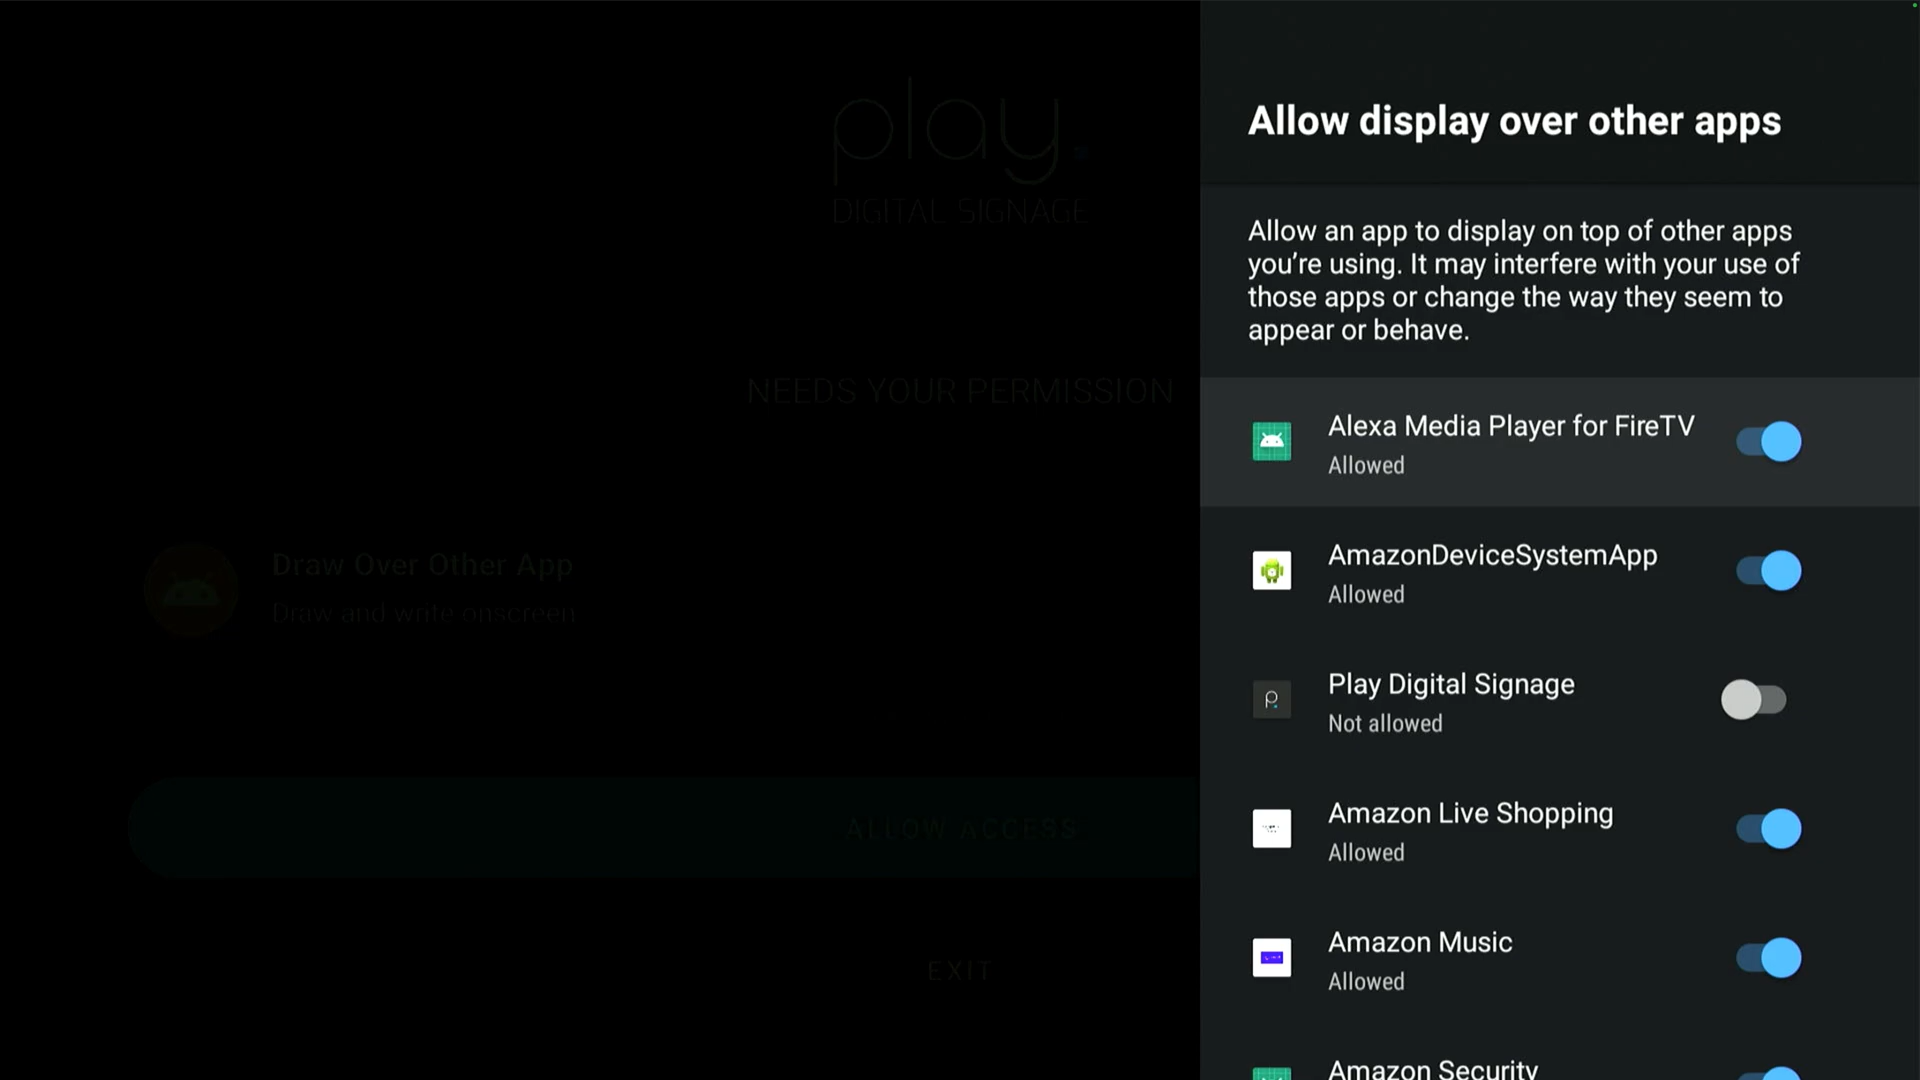 play.
DIGITAL SIGNAGE
NEEDS YOUR PERMISSION
Draw Over Other App
Draw and write onscreen
ALLOW ACCESS
EXIT
Allow display over other apps
Allow an app to display on top of other apps
you’re using. It may interfere with your use of
those apps or change the way they seem to
appear or behave.
Alexa Media Player for FireTV
Allowed
AmazonDeviceSystemApp
Allowed
Play Digital Signage
Not allowed
Amazon Live Shopping
Allowed
Amazon Music
Allowed
Amazon Security